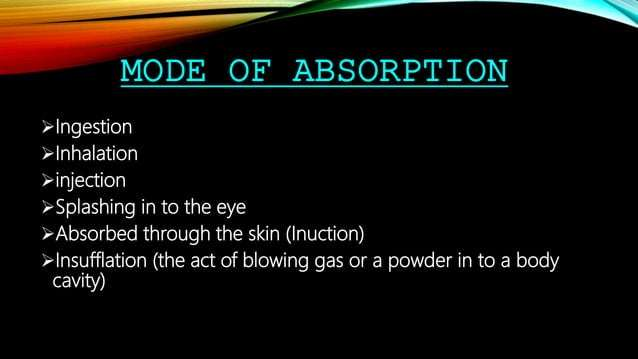 MODE OF ABSORPTION
➢Ingestion
➢Inhalation
➢injection
➢Splashing in to the eye
➢Absorbed through the skin (Inuction)
➢Insufflation (the act of blowing gas or a powder in to a body
cavity)